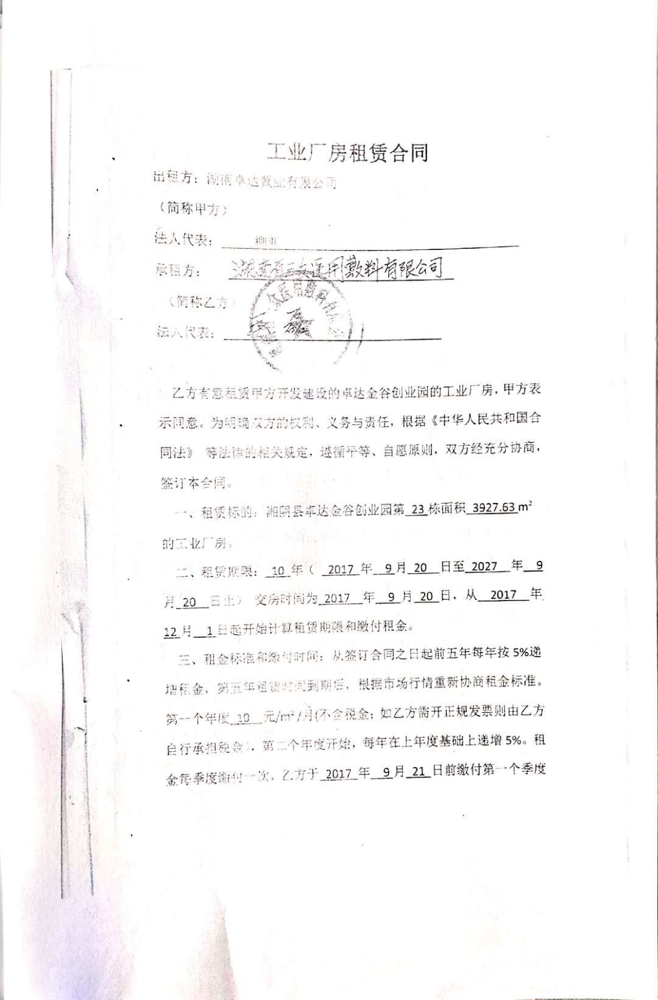 工业厂房租赁合同
出租方：湖南卓达置业有限公司
（简称甲方）
法人代表：
承租方： 湖南省三友医用敷料有限公司
（简称乙方）
医用敷料有限公
法人代表： 磊
乙方有意租赁甲方开发建设的卓达金谷创业园的工业厂房，甲方表
示同意。为明确双方的权利、义务与责任，根据《中华人民共和国合
同法》 等法律的相关规定，遵循平等、自愿原则，双方经充分协商，
签订本合同。
一、租赁标的：湘阴县卓达金谷创业园第 23 栋面积 3927.63 m²
的工业厂房。
二、租赁期限： 10 年（ 2017 年 9 月 20 日至 2027 年 9
月 20 日止） 交房时间为 2017 年 9 月 20 日，从 2017 年
12 月 1 日起开始计算租赁期限和缴付租金。
三、租金标准和缴付时间：从签订合同之日起前五年每年按 5%递
增租金，第五年租赁时间到期后，根据市场行情重新协商租金标准。
第一个年度 10 元/m²/月(不含税金；如乙方需开正规发票则由乙方
自行承担税金），第二个年度开始，每年在上年度基础上递增 5%。租
金每季度缴付一次，乙方于 2017 年 9 月 21 日前缴付第一个季度